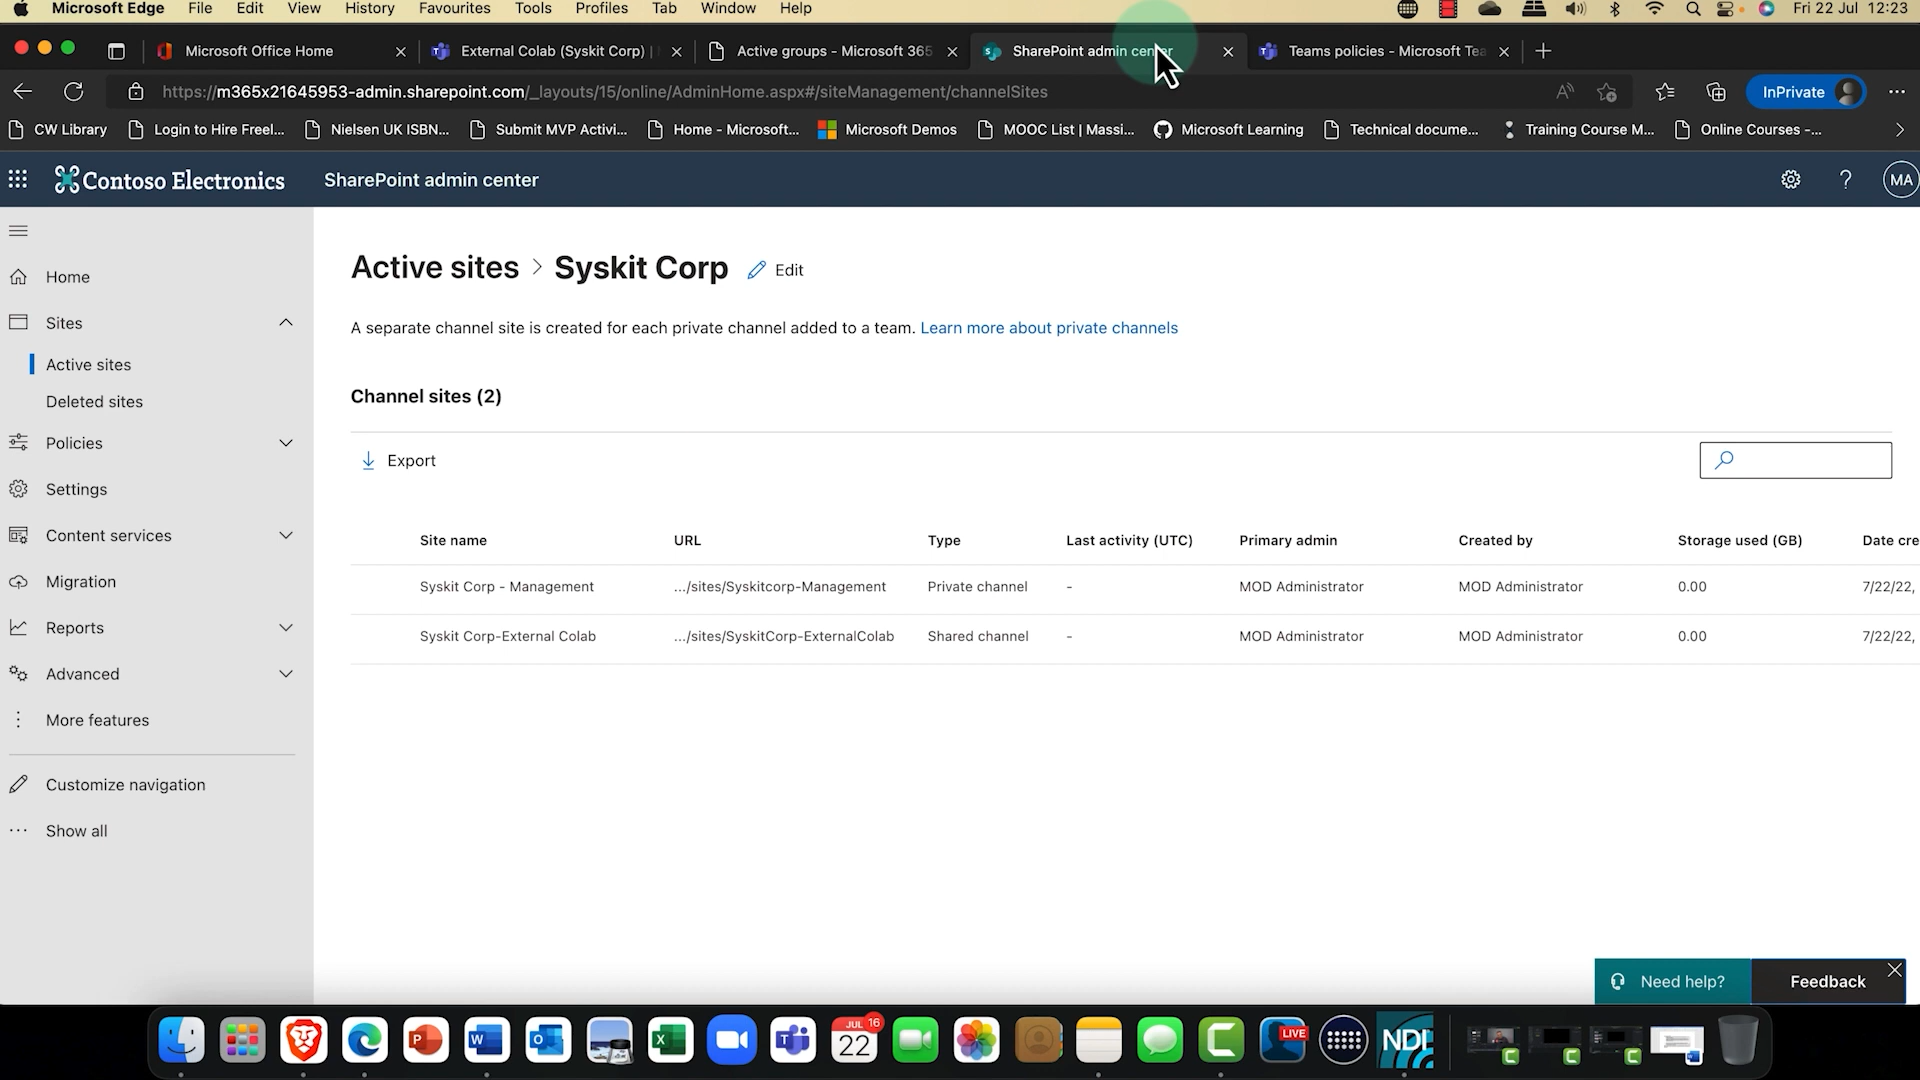 Microsoft Edge File Edit View History Favourites Tools Profiles Tab Window Help Fri 22 Jul 12:23
Microsoft Office Home External Colab (Syskit Corp) | Active groups - Microsoft 365 SharePoint admin center Teams policies - Microsoft Tea
https://m365x21645953-admin.sharepoint.com/_layouts/15/online/AdminHome.aspx#/siteManagement/channelSites InPrivate
CW Library Login to Hire Freel... Nielsen UK ISBN... Submit MVP Activi... Home - Microsoft... Microsoft Demos MOOC List | Massi... Microsoft Learning Technical docume... Training Course M... Online Courses -...
Contoso Electronics SharePoint admin center ? MA
Home
Sites
Active sites
Deleted sites
Policies
Settings
Content services
Migration
Reports
Advanced
More features
Customize navigation
Show all
Active sites > Syskit Corp Edit
A separate channel site is created for each private channel added to a team. Learn more about private channels
Channel sites (2)
Export
Site name URL Type Last activity (UTC) Primary admin Created by Storage used (GB) Date cre
Syskit Corp - Management .../sites/Syskitcorp-Management Private channel - MOD Administrator MOD Administrator 0.00 7/22/22,
Syskit Corp-External Colab .../sites/SyskitCorp-ExternalColab Shared channel - MOD Administrator MOD Administrator 0.00 7/22/22,
Need help? Feedback
JUL 16
22
LIVE
NDI